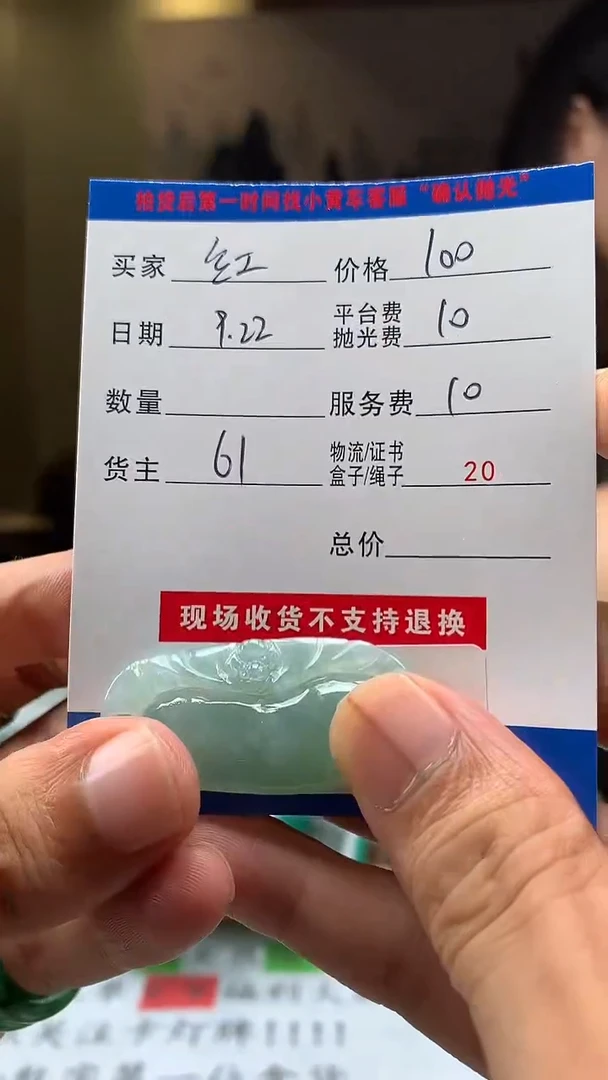 拍货后第一时间找小黄车客服“确认抛光”
买家 红 价格 100
日期 9.22 平台费 抛光费 10
数量 服务费 10
货主 61 物流/证书 盒子/绳子 20
总价
现场收货不支持退换